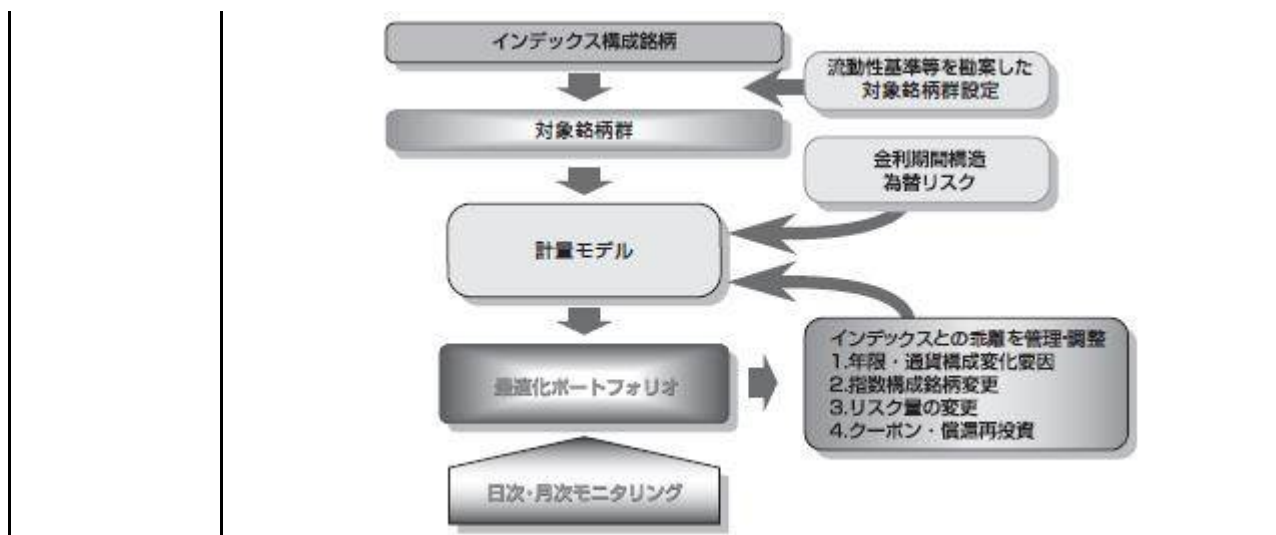 インデックス構成銘柄
流動性基準等を勘案した
対象銘柄群設定
対象銘柄群
金利期間構造
為替リスク
計量モデル
インデックスとの乖離を管理・調整
1.年限・通貨構成変化要因
2.指数構成銘柄変更
3.リスク量の変更
4.クーポン・償還再投資
最適化ポートフォリオ
日次・月次モニタリング